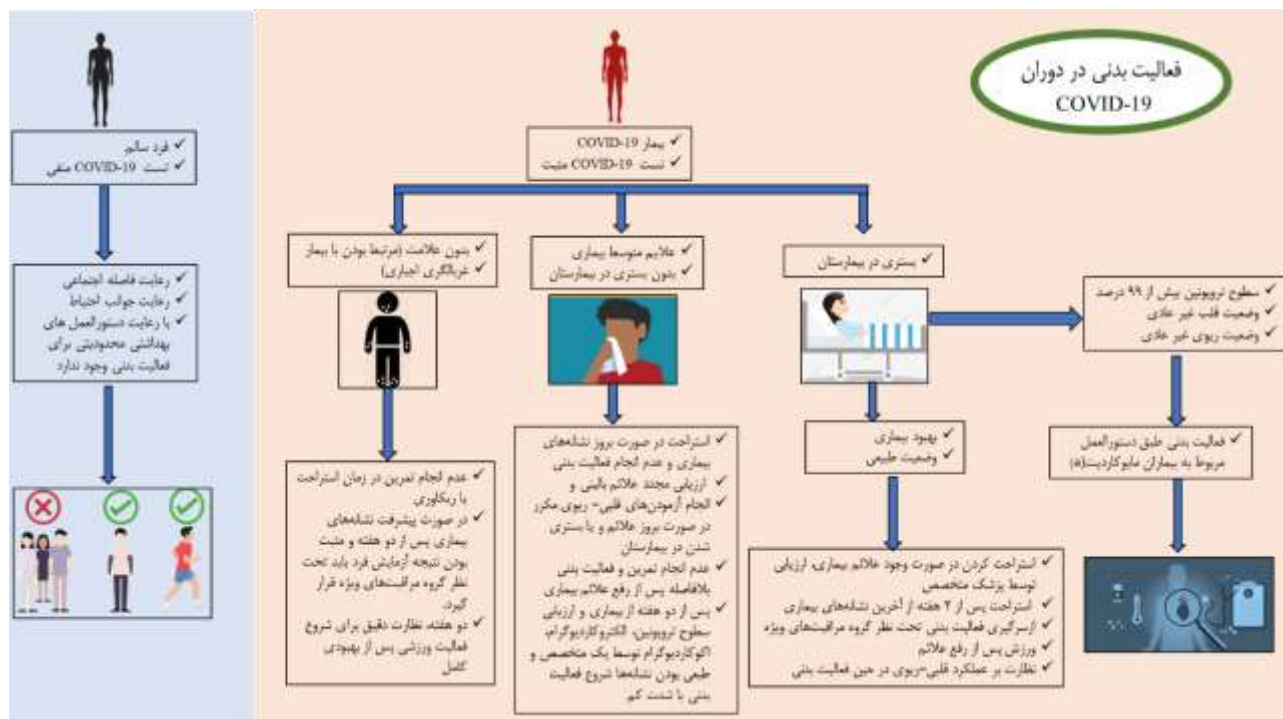 فعالیت بدنی در دوران
COVID-19
✓ بیمار COVID-19
✓ تست COVID-19 مثبت
✓ بستری در بیمارستان
✓ سطوح تروپونین بیش از ۹۹ درصد
✓ وضعیت قلب غیر عادی
✓ وضعیت ریوی غیر عادی
✓ فعالیت بدنی طبق دستورالعمل
مربوط به بیماران مایوکاردیت(*)
✓ بهبود بیماری
✓ وضعیت طبیعی
✓ استراحت کردن در صورت وجود علائم بیماری، ارزیابی
توسط پزشک متخصص
✓ استراحت پس از ۲ هفته از آخرین نشانه‌های بیماری
✓ ازسرگیری فعالیت بدنی تحت نظر گروه مراقبت‌های ویژه
✓ ورزش پس از رفع علائم
✓ نظارت بر عملکرد قلبی-ریوی در حین فعالیت بدنی
✓ علایم متوسط بیماری
✓ بدون بستری در بیمارستان
✓ استراحت در صورت بروز نشانه‌های
بیماری و عدم انجام فعالیت بدنی
✓ ارزیابی مجدد علائم بالینی و
✓ انجام آزمون‌های قلبی- ریوی مکرر
در صورت بروز علائم و یا بستری
شدن در بیمارستان
✓ عدم انجام تمرین و فعالیت بدنی
بلافاصله پس از رفع علائم بیماری
✓ پس از دو هفته از بیماری و ارزیابی
سطوح تروپونین، الکتروکاردیوگرام،
اکوکاردیوگرام توسط یک متخصص و
طبیعی بودن نشانه‌ها شروع فعالیت
بدنی با شدت کم
✓ بدون علامت (مرتبط بودن با بیمار
✓ غربالگری اجباری)
✓ عدم انجام تمرین در زمان استراحت
یا ریکاوری
✓ در صورت پیشرفت نشانه‌های
بیماری پس از دو هفته و مثبت
بودن نتیجه آزمایش فرد باید تحت
نظر گروه مراقبت‌های ویژه قرار
گیرد.
✓ دو هفته، نظارت دقیق برای شروع
فعالیت ورزشی پس از بهبودی
کامل
✓ فرد سالم
✓ تست COVID-19 منفی
✓ رعایت فاصله اجتماعی
✓ رعایت جوانب احتیاط
✓ با رعایت دستورالعمل های
بهداشتی محدودیتی برای
فعالیت بدنی وجود ندارد